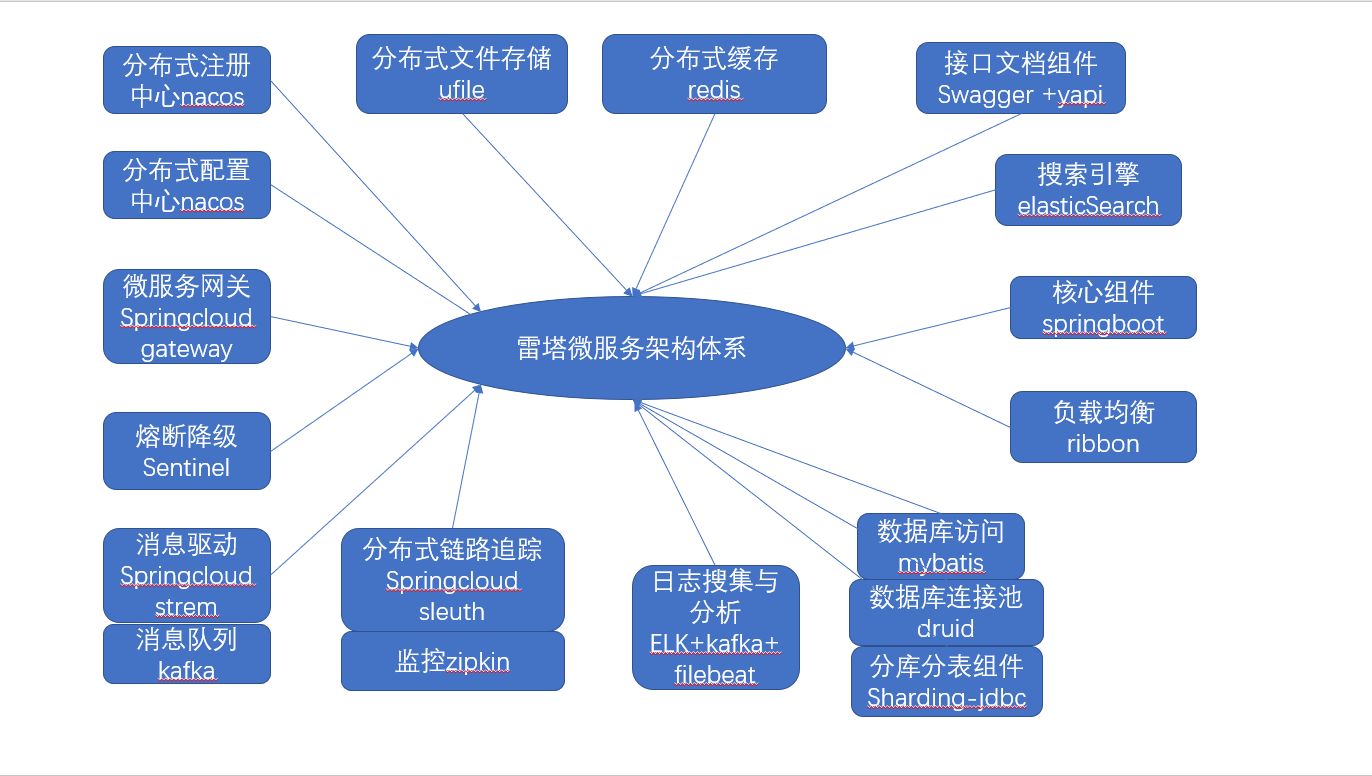 分布式注册
中心nacos
分布式文件存储
ufile
分布式缓存
redis
接口文档组件
Swagger +yapi
分布式配置
中心nacos
搜索引擎
elasticSearch
微服务网关
Springcloud
gateway
核心组件
springboot
雷塔微服务架构体系
熔断降级
Sentinel
负载均衡
ribbon
消息驱动
Springcloud
strem
消息队列
kafka
分布式链路追踪
Springcloud
sleuth
监控zipkin
日志搜集与
分析
ELK+kafka+
filebeat
数据库访问
mybatis
数据库连接池
druid
分库分表组件
Sharding-jdbc